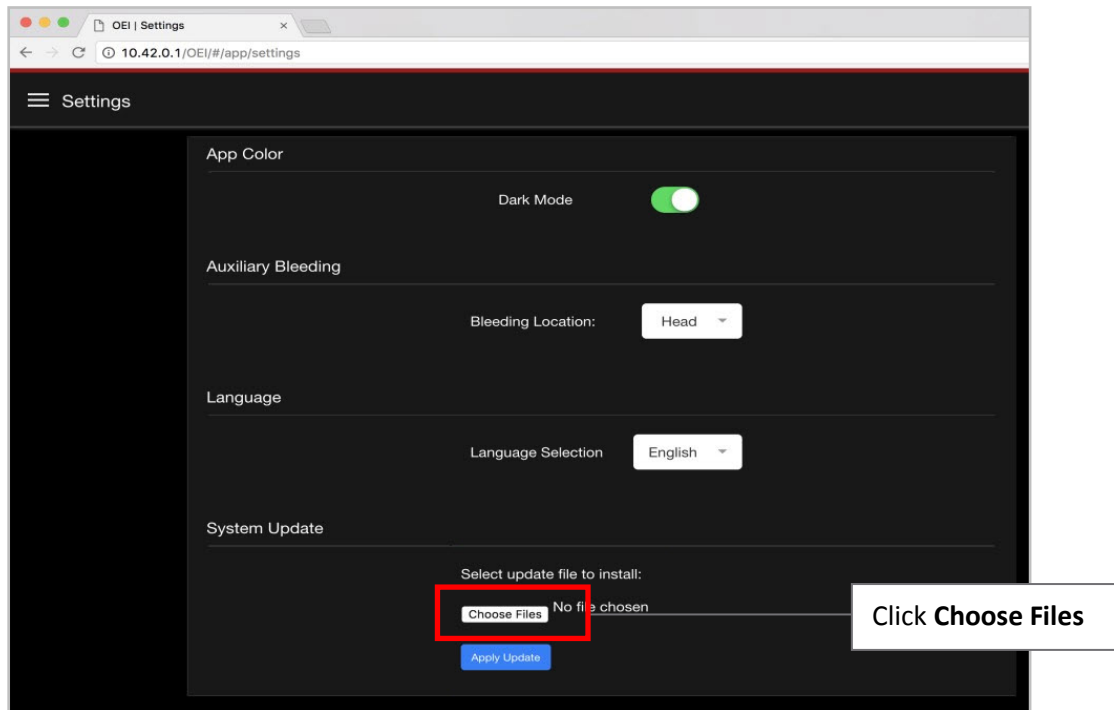 OEI | Settings
10.42.0.1/OEI/#/app/settings
Settings
App Color
Dark Mode
Auxiliary Bleeding
Bleeding Location: Head
Language
Language Selection English
System Update
Select update file to install:
Choose Files No file chosen
Click Choose Files
Apply Update